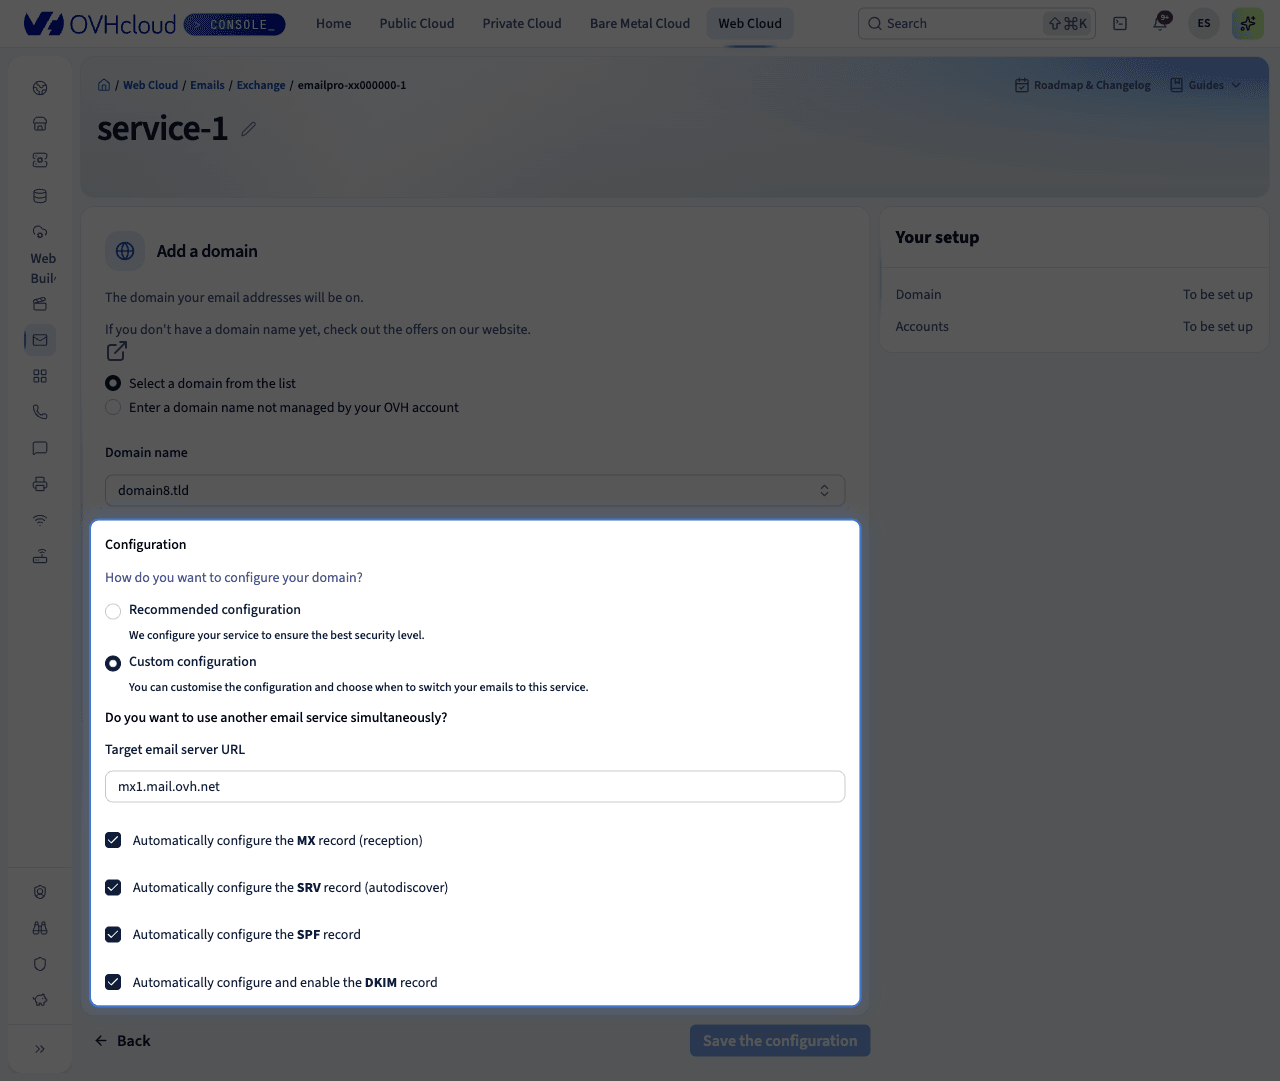 OVHcloud
> CONSOLE_
Home
Public Cloud
Private Cloud
Bare Metal Cloud
Web Cloud
Search
⇧⌘K
9+
ES
/ Web Cloud / Emails / Exchange / emailpro-xx000000-1
Roadmap & Changelog
Guides
service-1
Web
Add a domain
The domain your email addresses will be on.
If you don't have a domain name yet, check out the offers on our website.
Select a domain from the list
Enter a domain name not managed by your OVH account
Domain name
domain8.tld
Configuration
How do you want to configure your domain?
Recommended configuration
We configure your service to ensure the best security level.
Custom configuration
You can customise the configuration and choose when to switch your emails to this service.
Do you want to use another email service simultaneously?
Target email server URL
mx1.mail.ovh.net
Automatically configure the MX record (reception)
Automatically configure the SRV record (autodiscover)
Automatically configure the SPF record
Automatically configure and enable the DKIM record
Back
Save the configuration
Your setup
Domain
To be set up
Accounts
To be set up